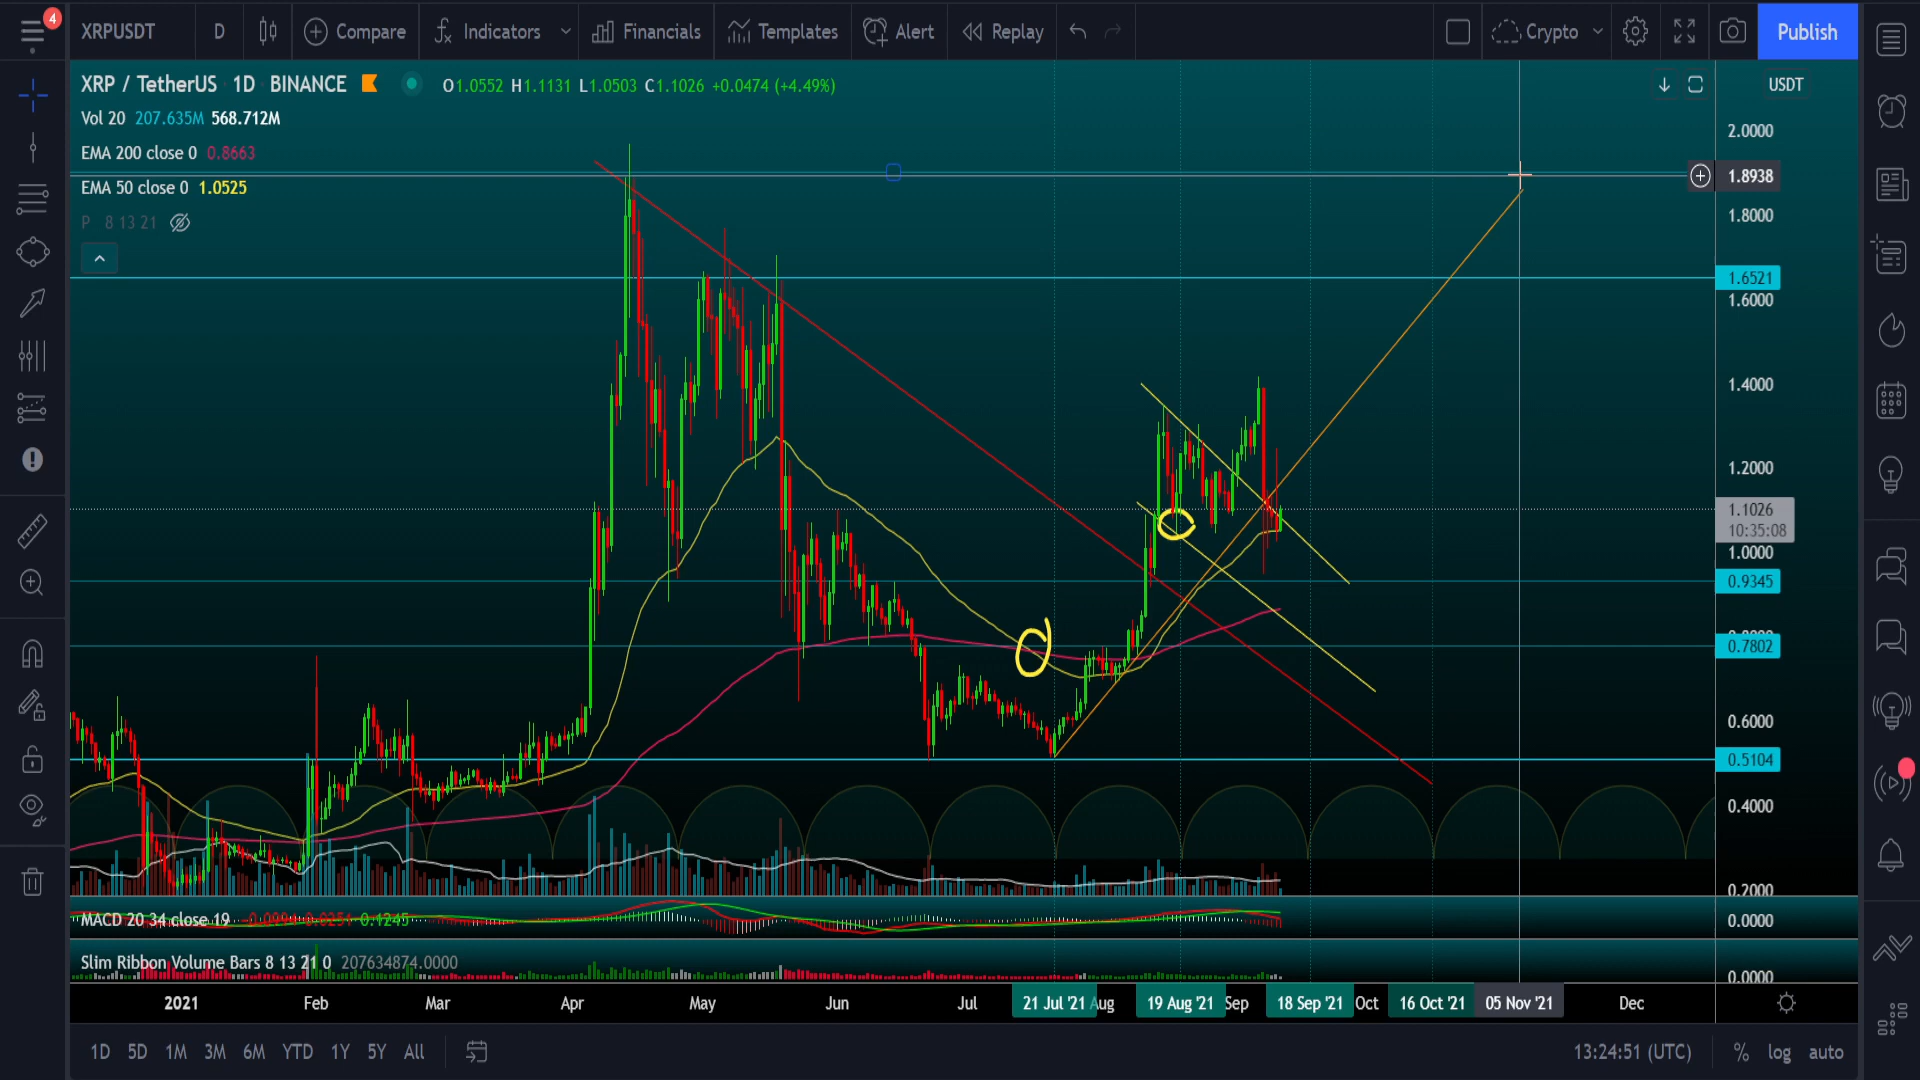 4
XRPUSDT D Compare Indicators Financials Templates Alert Replay Crypto Publish
XRP / TetherUS 1D BINANCE O1.0552 H1.1131 L1.0503 C1.1026 +0.0474 (+4.49%) USDT
Vol 20 207.635M 568.712M
2.0000
EMA 200 close 0 0.8663
1.8938
EMA 50 close 0 1.0525
P 8 13 21
1.8000
1.6521
1.6000
1.4000
1.2000
1.1026
10:35:08
1.0000
0.9345
0.7802
0.6000
0.5104
0.4000
0.2000
MACD 20 34 close 19 0.1245
0.0000
Slim Ribbon Volume Bars 8 13 21 0 207634874.0000
0.0000
2021 Feb Mar Apr May Jun Jul 21 Jul '21 Aug 19 Aug '21 Sep 18 Sep '21 Oct 16 Oct '21 05 Nov '21 Dec
1D 5D 1M 3M 6M YTD 1Y 5Y All 13:24:51 (UTC) % log auto